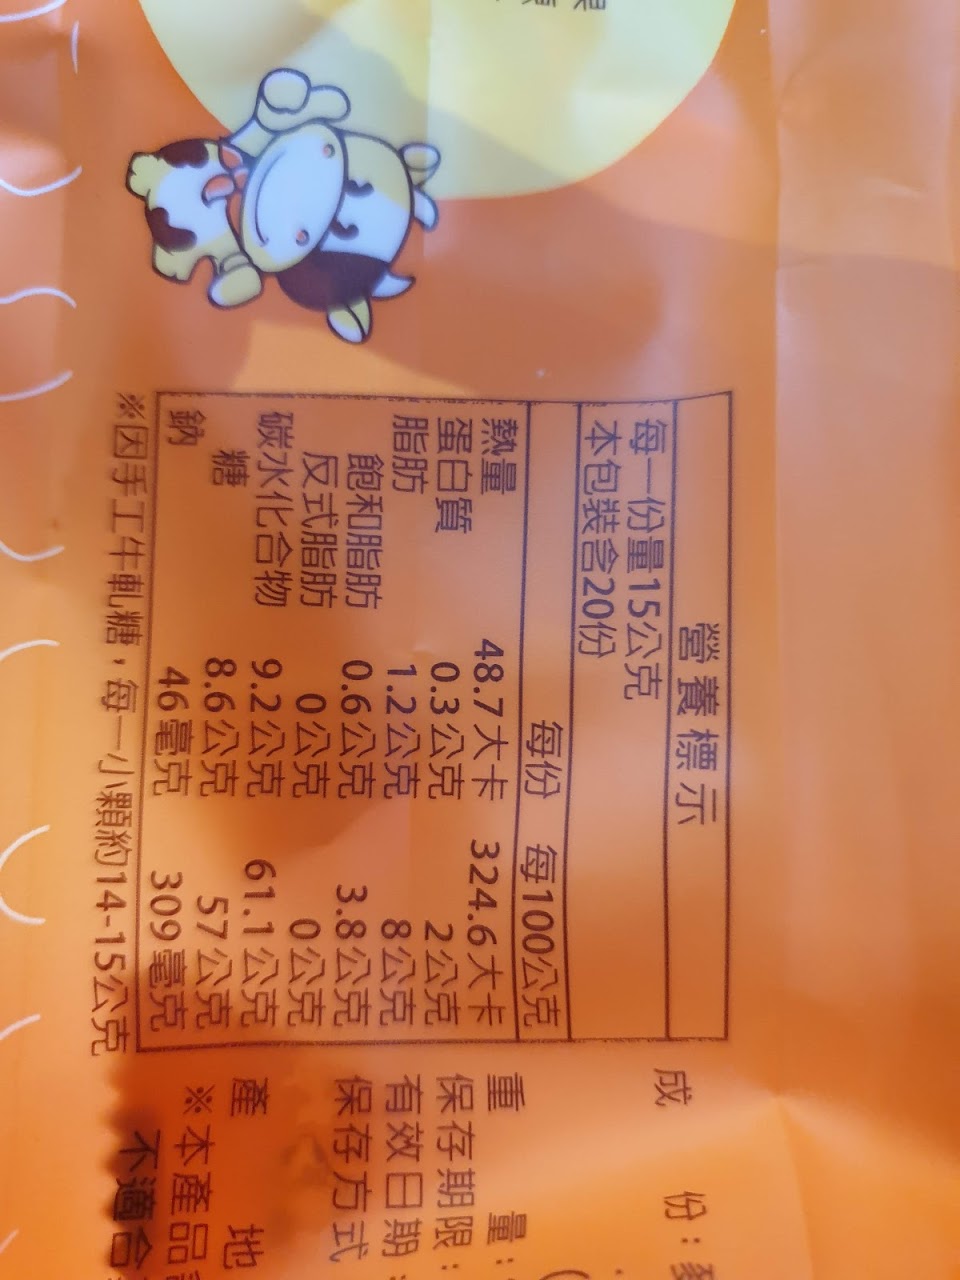 營養標示
每一份量15公克
本包裝含20份
每份 每100公克
熱量 48.7大卡 324.6大卡
蛋白質 0.3公克 2公克
脂肪 1.2公克 8公克
飽和脂肪 0.6公克 3.8公克
反式脂肪 0公克 0公克
碳水化合物 9.2公克 61.1公克
糖 8.6公克 57公克
鈉 46毫克 309毫克
※因手工牛軋糖，每一小顆約14-15公克
成 份:
重 量:
保存期限:
有效日期:
保存方式
產 地
※本產品
不適合